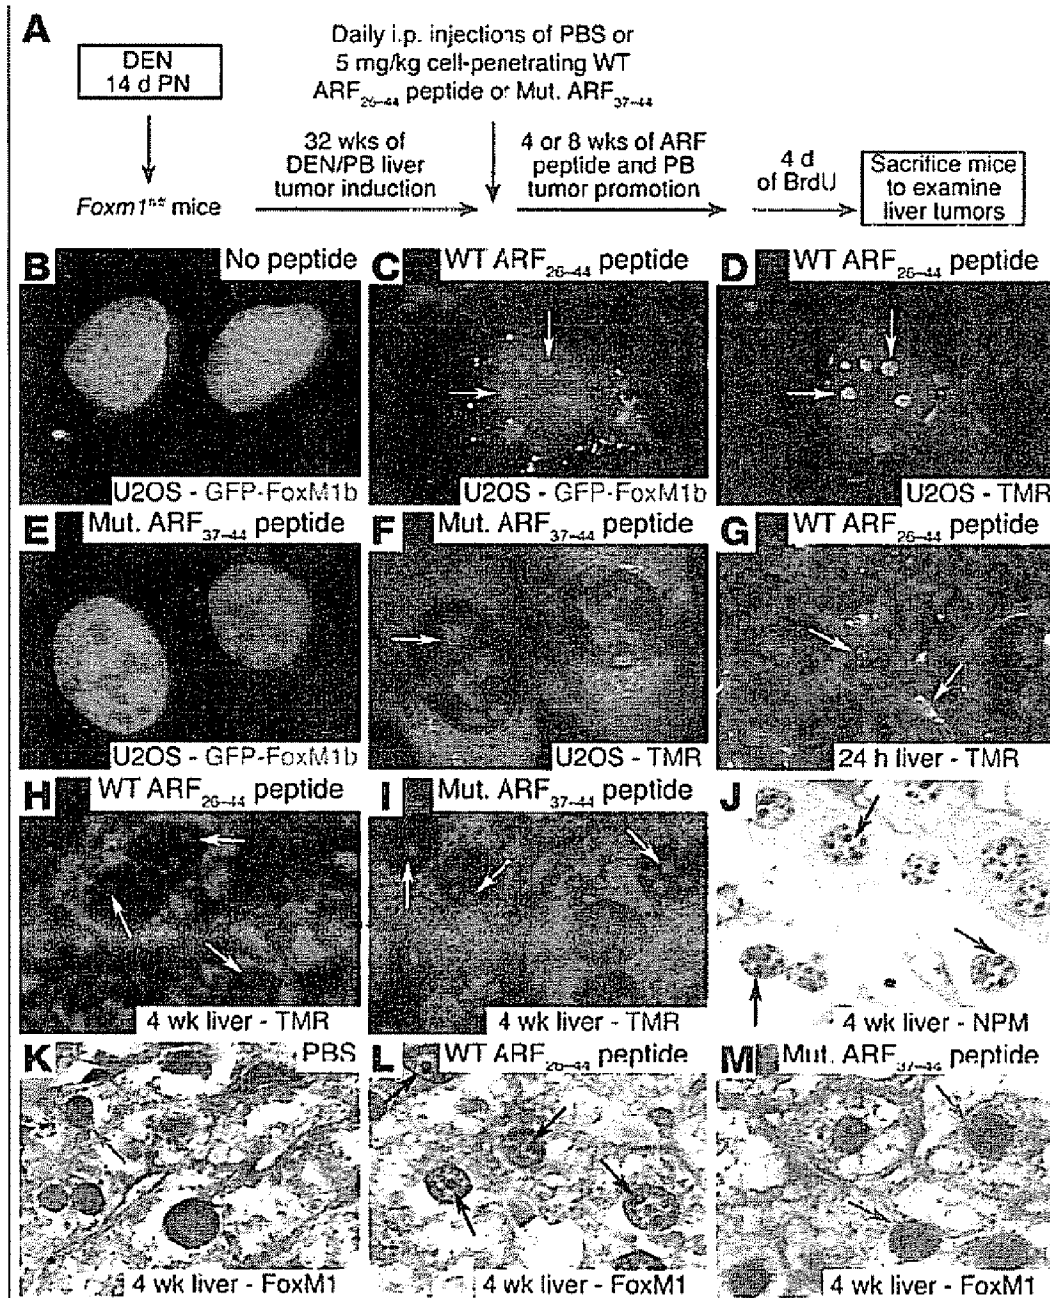 A
DEN
14 d PN
Daily i.p. injections of PBS or
5 mg/kg cell-penetrating WT
ARF26–44 peptide or Mut. ARF37–44
32 wks of
DEN/PB liver
tumor induction
4 or 8 wks of ARF
peptide and PB
tumor promotion
4 d
of BrdU
Sacrifice mice
to examine
liver tumors
Foxm1 mice
B No peptide
U2OS - GFP-FoxM1b
C WT ARF26–44 peptide
U2OS - GFP-FoxM1b
D WT ARF26–44 peptide
U2OS - TMR
E Mut. ARF37–44 peptide
U2OS - GFP-FoxM1b
F Mut. ARF37–44 peptide
U2OS - TMR
G WT ARF26–44 peptide
24 h liver - TMR
H WT ARF26–44 peptide
4 wk liver - TMR
I Mut. ARF37–44 peptide
4 wk liver - TMR
J
4 wk liver - NPM
K PBS
4 wk liver - FoxM1
L WT ARF26–44 peptide
4 wk liver - FoxM1
M Mut. ARF37–44 peptide
4 wk liver - FoxM1